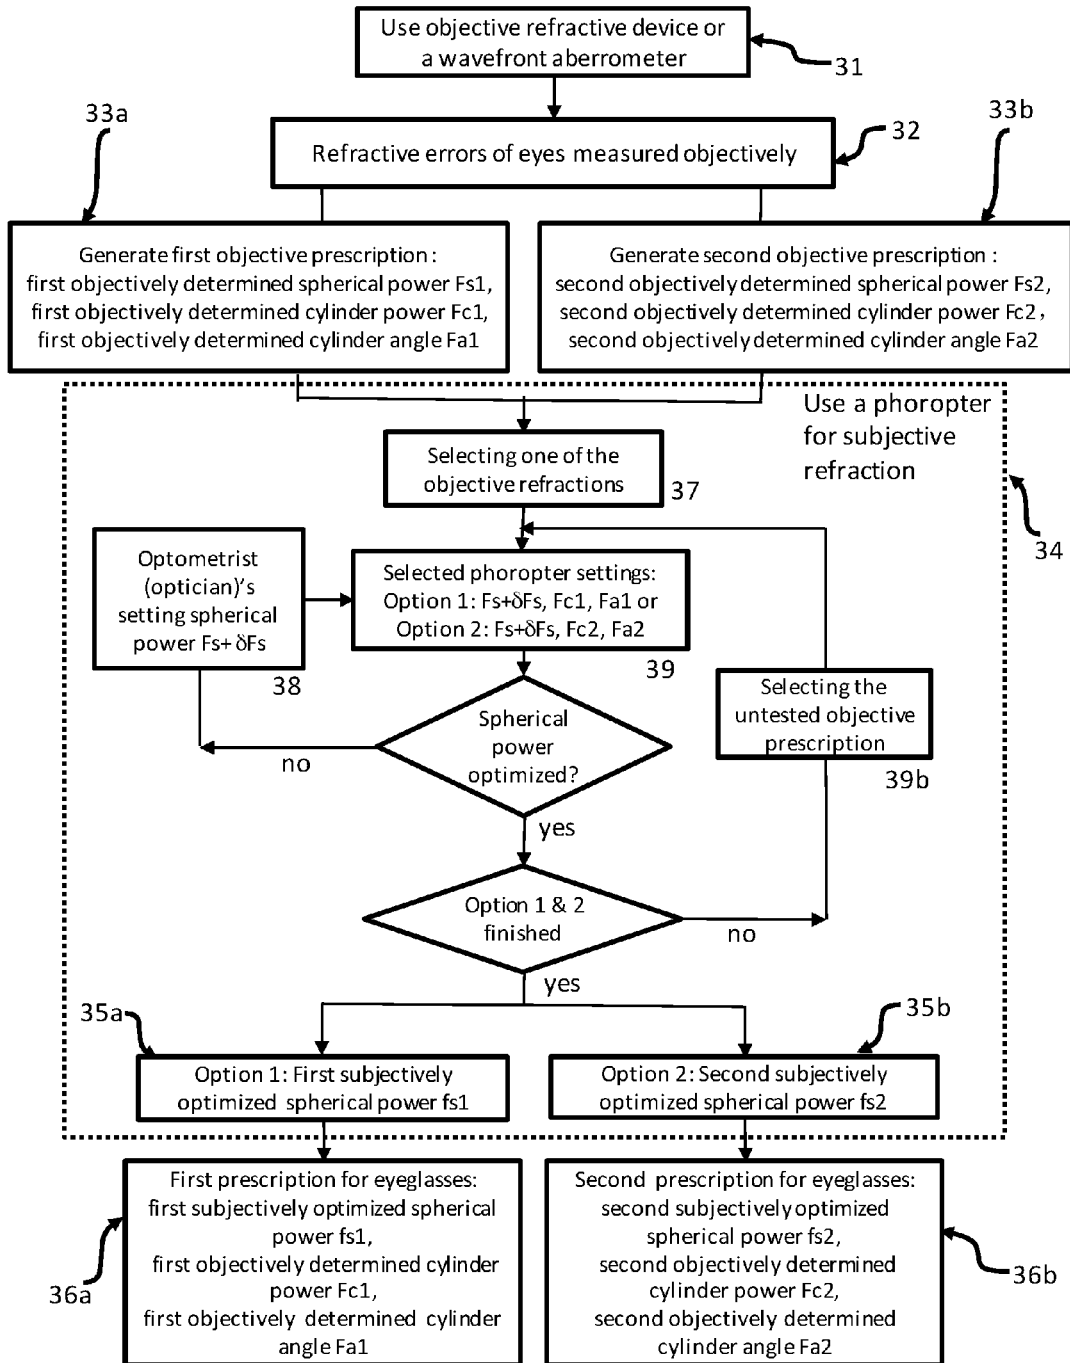 Use objective refractive device or
a wavefront aberrometer
31
33a
33b
32
Refractive errors of eyes measured objectively
Generate first objective prescription :
first objectively determined spherical power Fs1,
first objectively determined cylinder power Fc1,
first objectively determined cylinder angle Fa1
Generate second objective prescription :
second objectively determined spherical power Fs2,
second objectively determined cylinder power Fc2,
second objectively determined cylinder angle Fa2
Use a phoropter
for subjective
refraction
34
Selecting one of the
objective refractions
37
Optometrist
(optician)'s
setting spherical
power Fs+ δFs
38
Selected phoropter settings:
Option 1: Fs+δFs, Fc1, Fa1 or
Option 2: Fs+δFs, Fc2, Fa2
39
Selecting the
untested objective
prescription
39b
Spherical
power
optimized?
no
yes
Option 1 & 2
finished
no
yes
35a
35b
Option 1: First subjectively
optimized spherical power fs1
Option 2: Second subjectively
optimized spherical power fs2
First prescription for eyeglasses:
first subjectively optimized spherical
power fs1,
first objectively determined cylinder
power Fc1,
first objectively determined cylinder
angle Fa1
36a
Second prescription for eyeglasses:
second subjectively optimized
spherical power fs2,
second objectively determined
cylinder power Fc2,
second objectively determined
cylinder angle Fa2
36b